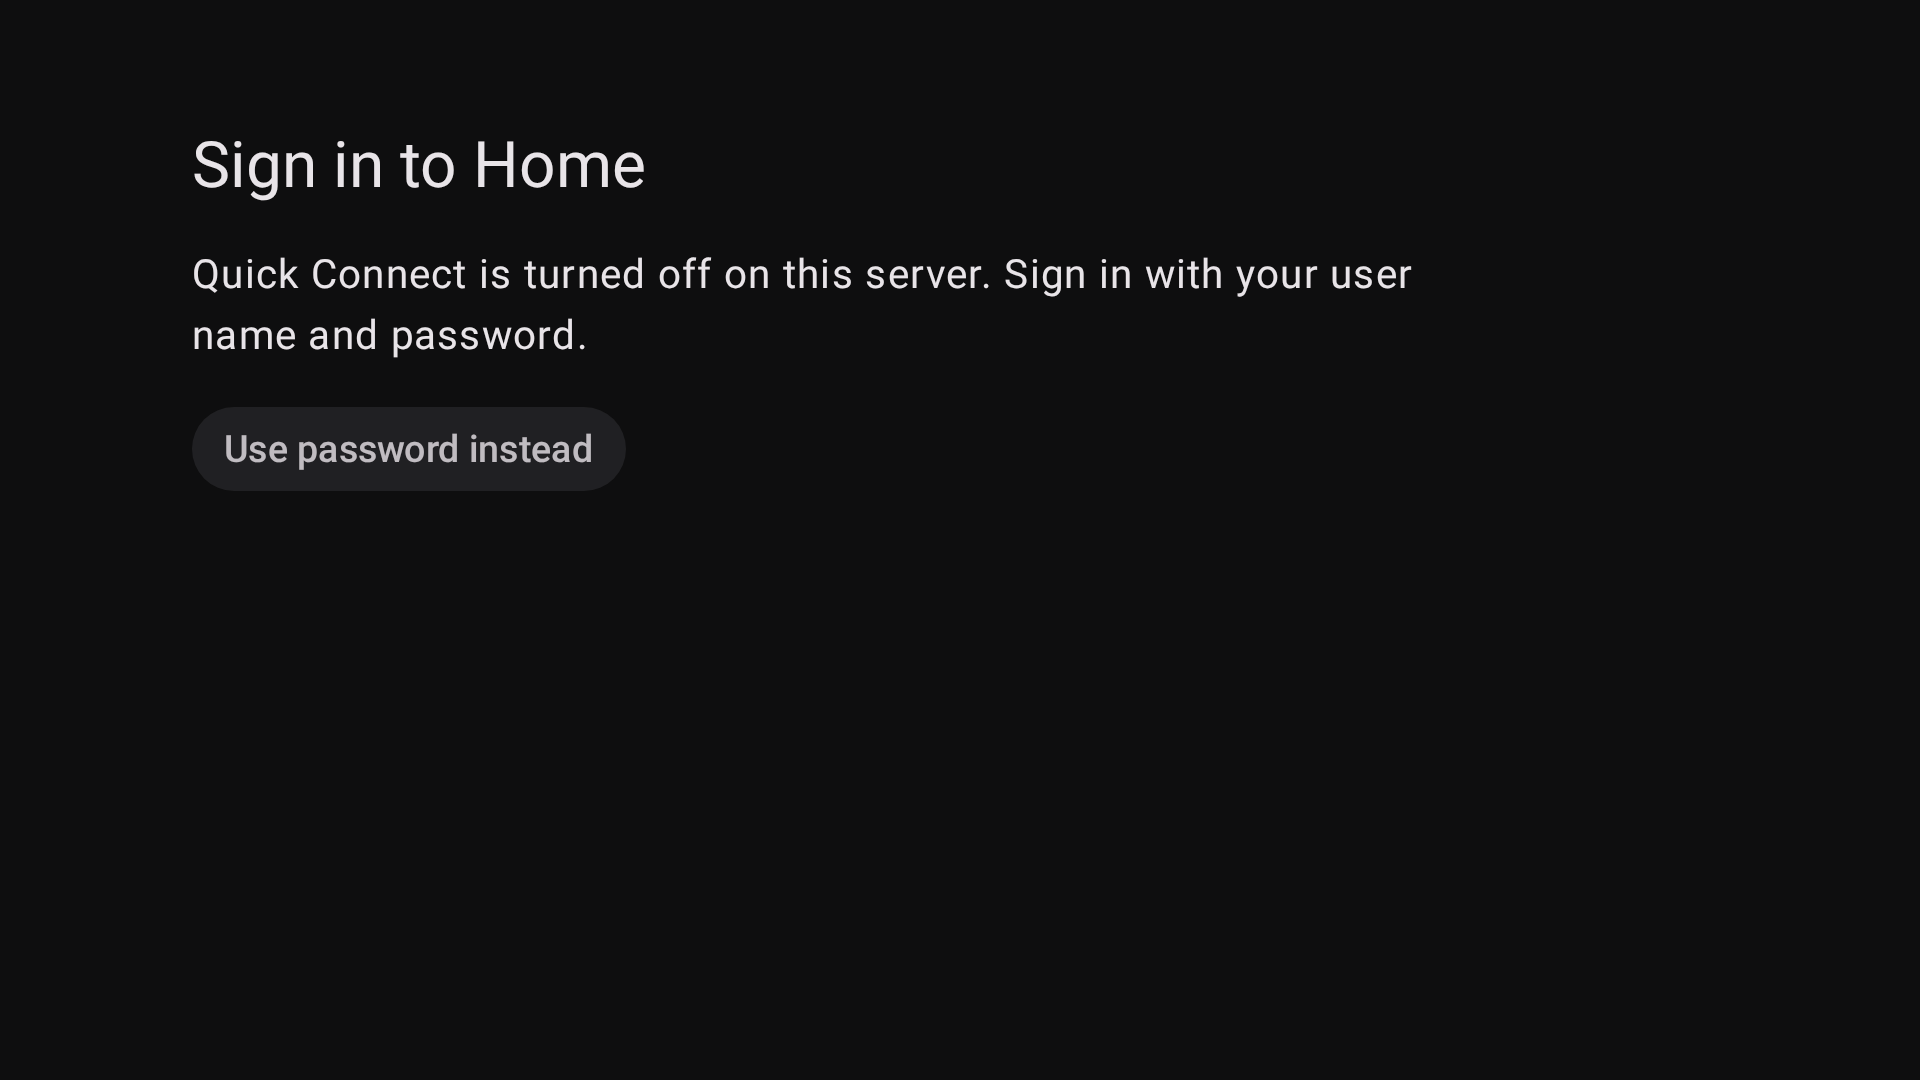 Sign in to Home
Quick Connect is turned off on this server. Sign in with your user
name and password.
Use password instead